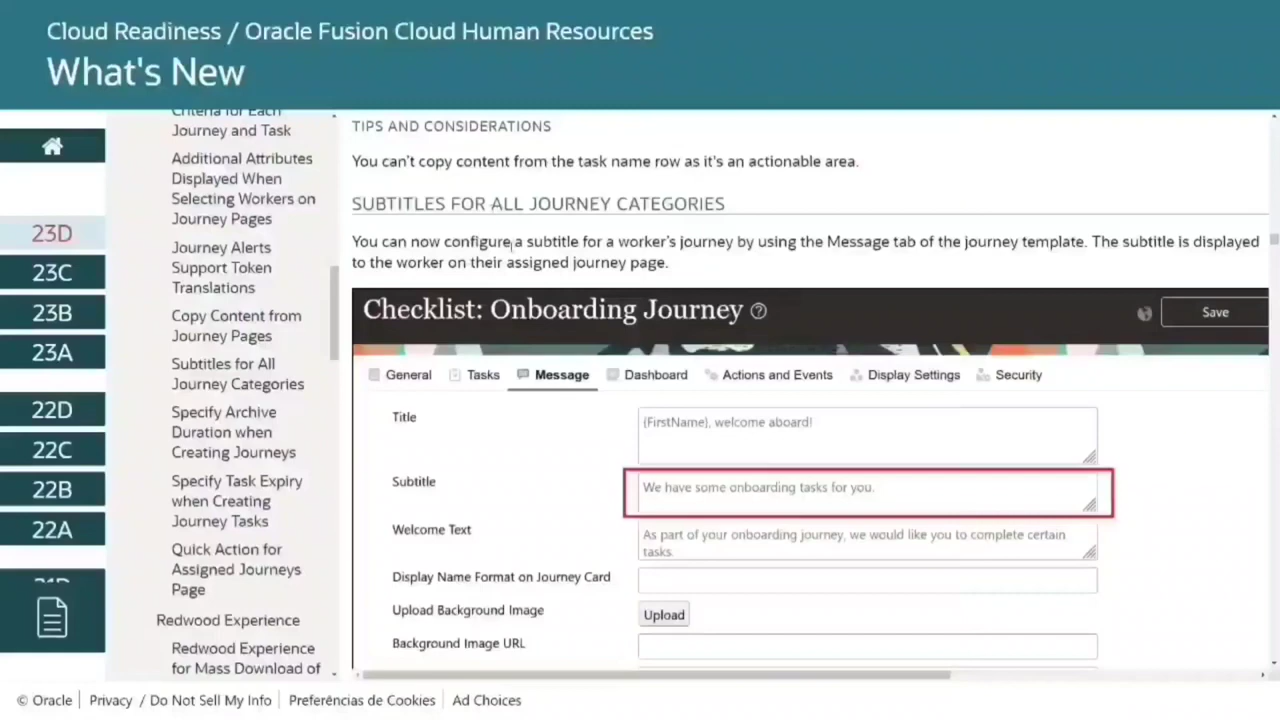 Cloud Readiness / Oracle Fusion Cloud Human Resources
What's New
23D
23C
23B
23A
22D
22C
22B
22A
Criteria for Each
Journey and Task
Additional Attributes
Displayed When
Selecting Workers on
Journey Pages
Journey Alerts
Support Token
Translations
Copy Content from
Journey Pages
Subtitles for All
Journey Categories
Specify Archive
Duration when
Creating Journeys
Specify Task Expiry
when Creating
Journey Tasks
Quick Action for
Assigned Journeys
Page
Redwood Experience
Redwood Experience
for Mass Download of
TIPS AND CONSIDERATIONS
You can't copy content from the task name row as it's an actionable area.
SUBTITLES FOR ALL JOURNEY CATEGORIES
You can now configure a subtitle for a worker's journey by using the Message tab of the journey template. The subtitle is displayed
to the worker on their assigned journey page.
Checklist: Onboarding Journey ?
Save
General Tasks Message Dashboard Actions and Events Display Settings Security
Title
{FirstName}, welcome aboard!
Subtitle
We have some onboarding tasks for you.
Welcome Text
As part of your onboarding journey, we would like you to complete certain
tasks.
Display Name Format on Journey Card
Upload Background Image
Upload
Background Image URL
© Oracle | Privacy / Do Not Sell My Info | Preferências de Cookies | Ad Choices